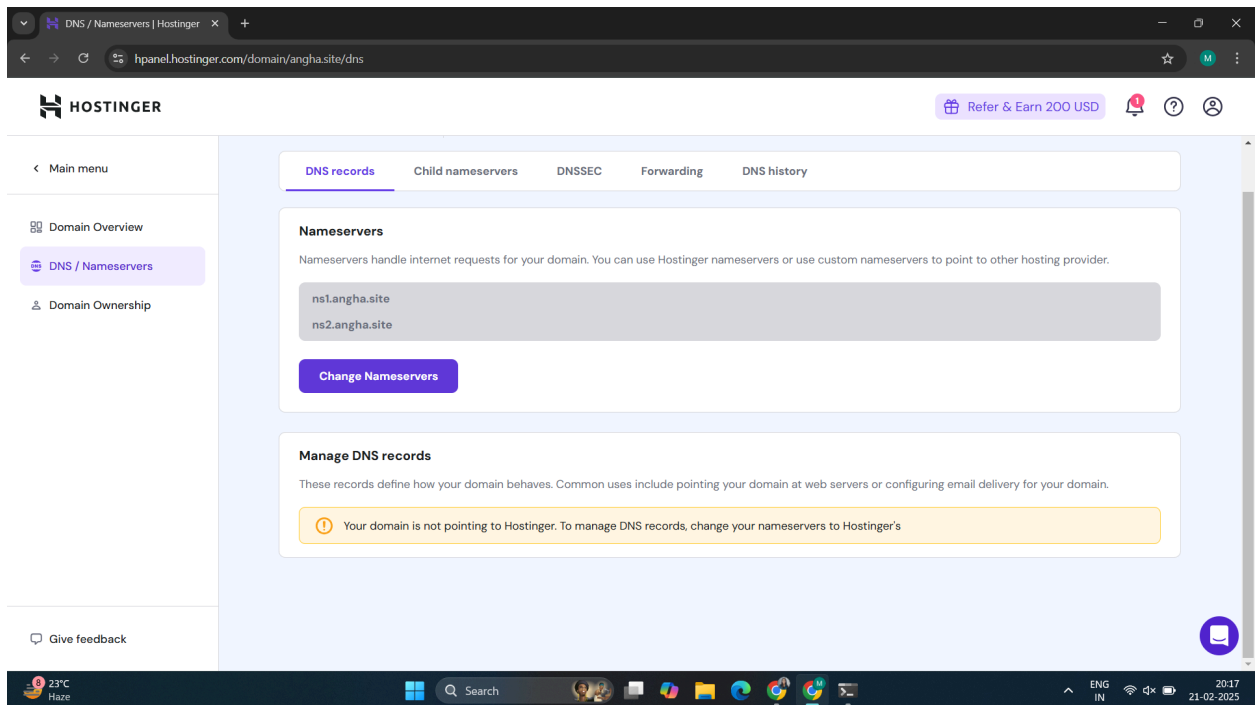 DNS / Nameservers | Hostinger
hpanel.hostinger.com/domain/angha.site/dns
M
HOSTINGER
Refer & Earn 200 USD
1
Main menu
DNS records
Child nameservers
DNSSEC
Forwarding
DNS history
Domain Overview
DNS
DNS / Nameservers
Domain Ownership
Nameservers
Nameservers handle internet requests for your domain. You can use Hostinger nameservers or use custom nameservers to point to other hosting provider.
ns1.angha.site
ns2.angha.site
Change Nameservers
Manage DNS records
These records define how your domain behaves. Common uses include pointing your domain at web servers or configuring email delivery for your domain.
Your domain is not pointing to Hostinger. To manage DNS records, change your nameservers to Hostinger's
Give feedback
8
23°C
Haze
Search
M
ENG
IN
20:17
21-02-2025